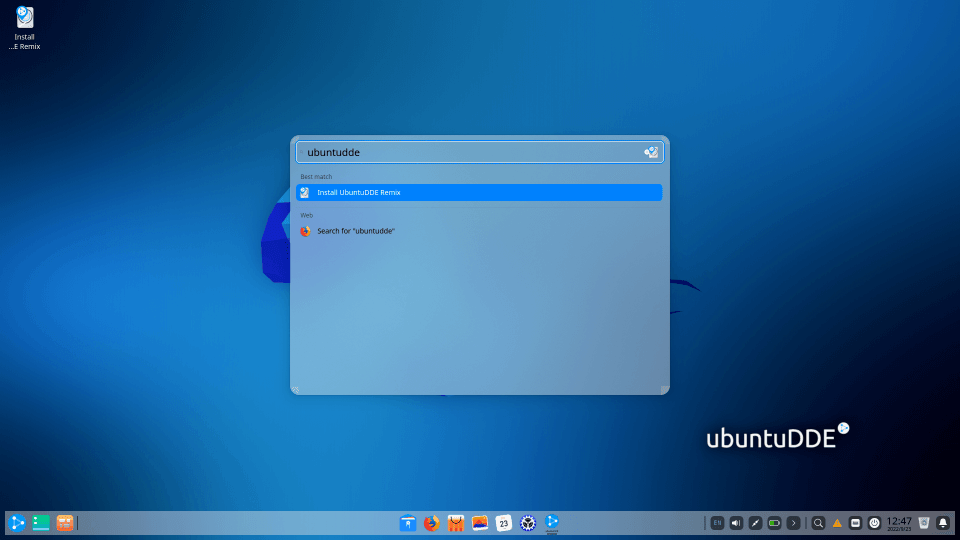 Install
...E Remix
ubuntudde
Best match
Install UbuntuDDE Remix
Web
Search for "ubuntudde"
ubuntuDDE
23
EN
12:47
2022/9/23